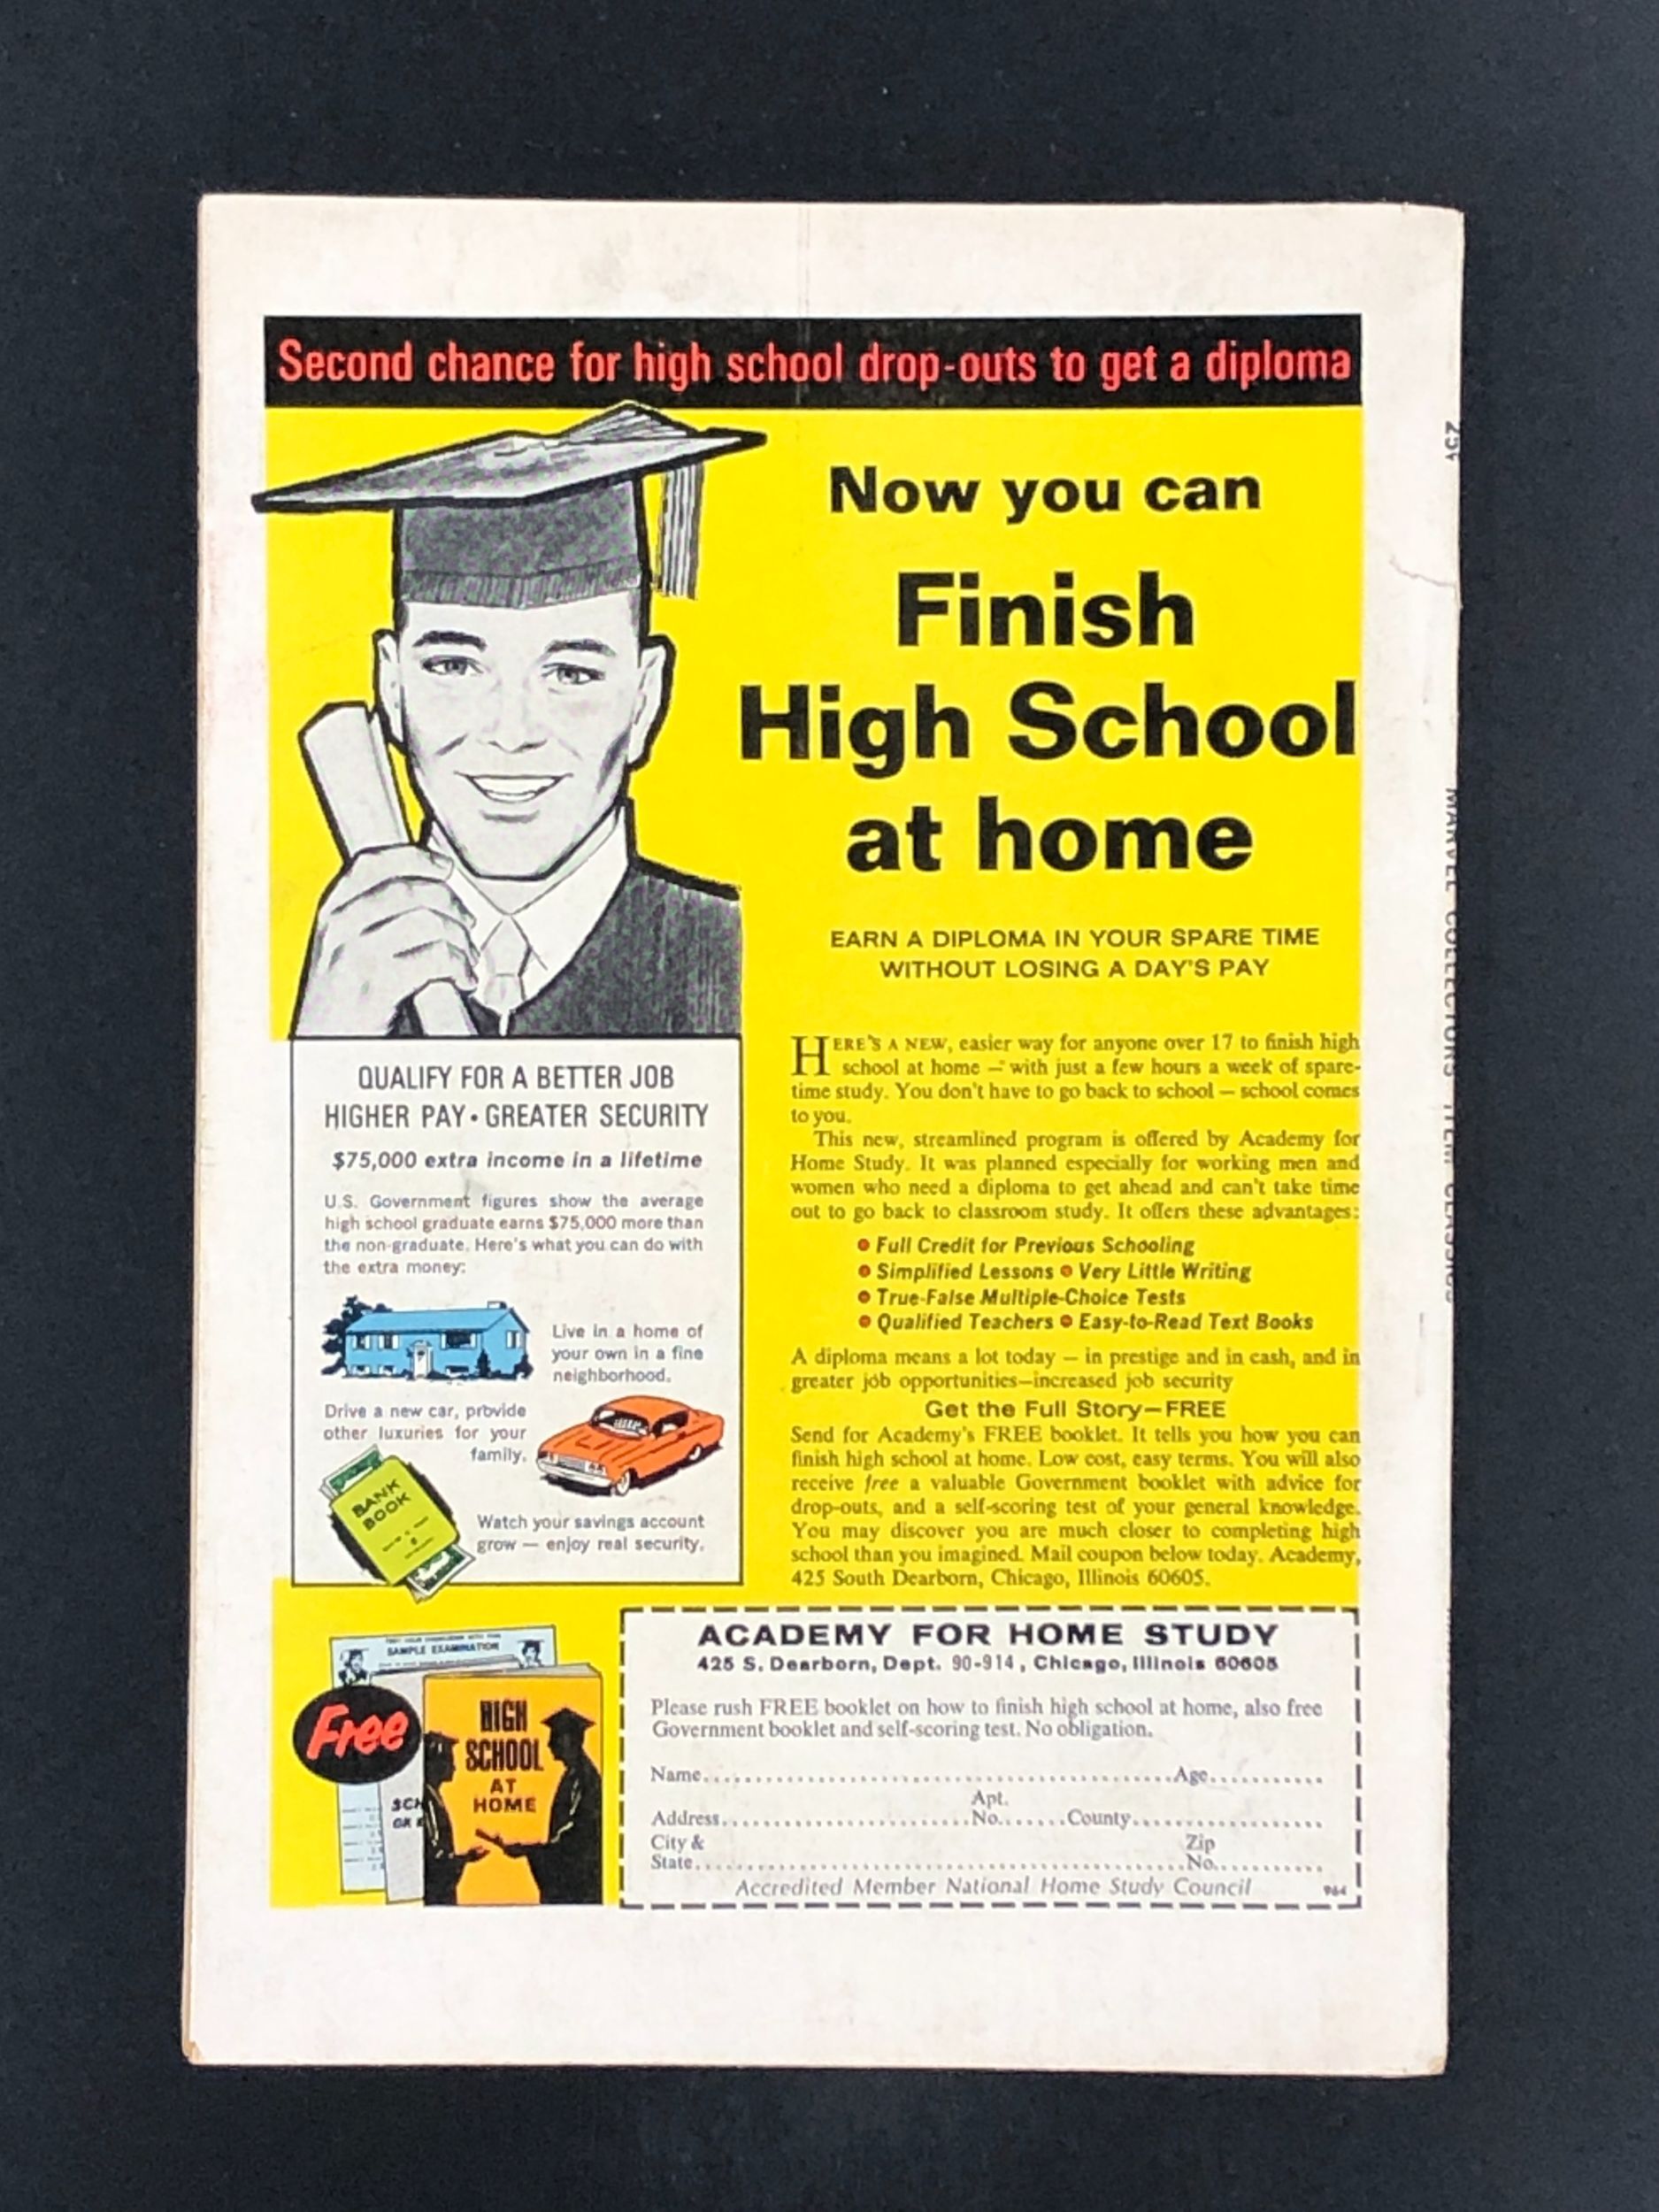 Second chance for high school drop-outs to get a diploma
Now you can
Finish
High School
at home
EARN A DIPLOMA IN YOUR SPARE TIME
WITHOUT LOSING A DAY'S PAY
HERE'S A NEW, easier way for anyone over 17 to finish high
school at home — with just a few hours a week of spare-
time study. You don't have to go back to school — school comes
to you.
This new, streamlined program is offered by Academy for
Home Study. It was planned especially for working men and
women who need a diploma to get ahead and can't take time
out to go back to classroom study. It offers these advantages:
• Full Credit for Previous Schooling
• Simplified Lessons • Very Little Writing
• True-False Multiple-Choice Tests
• Qualified Teachers • Easy-to-Read Text Books
A diploma means a lot today — in prestige and in cash, and in
greater job opportunities—increased job security
Get the Full Story—FREE
Send for Academy's FREE booklet. It tells you how you can
finish high school at home. Low cost, easy terms. You will also
receive free a valuable Government booklet with advice for
drop-outs, and a self-scoring test of your general knowledge.
You may discover you are much closer to completing high
school than you imagined. Mail coupon below today. Academy,
425 South Dearborn, Chicago, Illinois 60605.
QUALIFY FOR A BETTER JOB
HIGHER PAY • GREATER SECURITY
$75,000 extra income in a lifetime
U.S. Government figures show the average
high school graduate earns $75,000 more than
the non-graduate. Here's what you can do with
the extra money:
Live in a home of
your own in a fine
neighborhood.
Drive a new car, provide
other luxuries for your
family.
BANK
BOOK
Watch your savings account
grow — enjoy real security.
SAMPLE EXAMINATION
Free
HIGH
SCHOOL
AT
HOME
SCH
OR
ACADEMY FOR HOME STUDY
425 S. Dearborn, Dept. 90-914, Chicago, Illinois 60605
Please rush FREE booklet on how to finish high school at home, also free
Government booklet and self-scoring test. No obligation.
Name.......................................................Age.............
Apt.
Address.............................No.......County.......................
City & Zip
State.......................................................No............
Accredited Member National Home Study Council 964
25¢
MARVEL COLLECTORS' ITEM CLASSICS